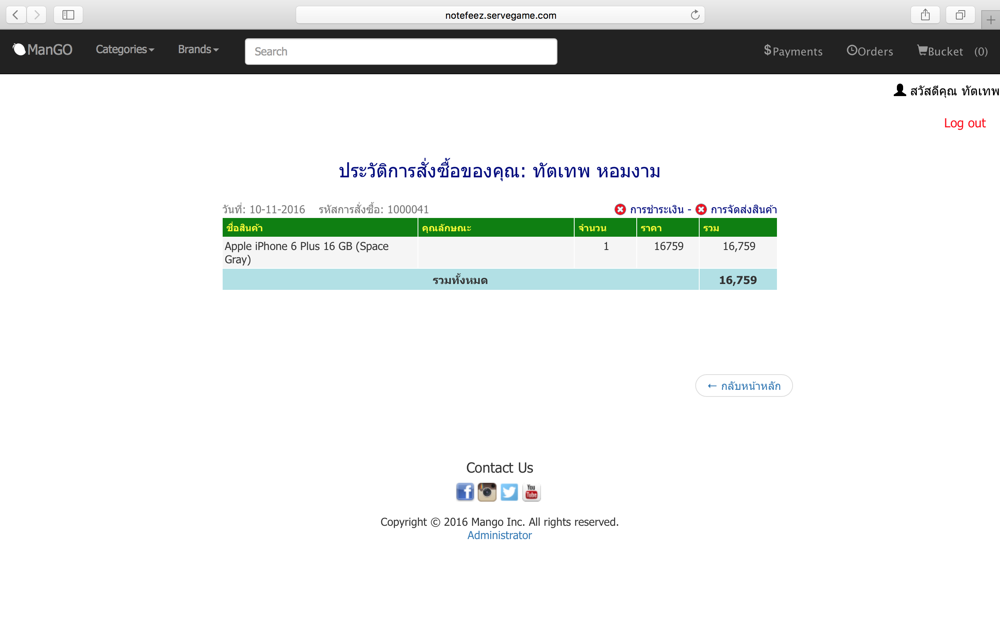 notefeez.servegame.com
ManGO Categories Brands Search $Payments Orders Bucket (0)
สวัสดีคุณ ทัตเทพ
Log out
ประวัติการสั่งซื้อของคุณ: ทัตเทพ หอมงาม
วันที่: 10-11-2016 รหัสการสั่งซื้อ: 1000041 การชำระเงิน - การจัดส่งสินค้า
ชื่อสินค้า คุณลักษณะ จำนวน ราคา รวม
Apple iPhone 6 Plus 16 GB (Space 1 16759 16,759
Gray)
รวมทั้งหมด 16,759
← กลับหน้าหลัก
Contact Us
You
Tube
Copyright © 2016 Mango Inc. All rights reserved.
Administrator